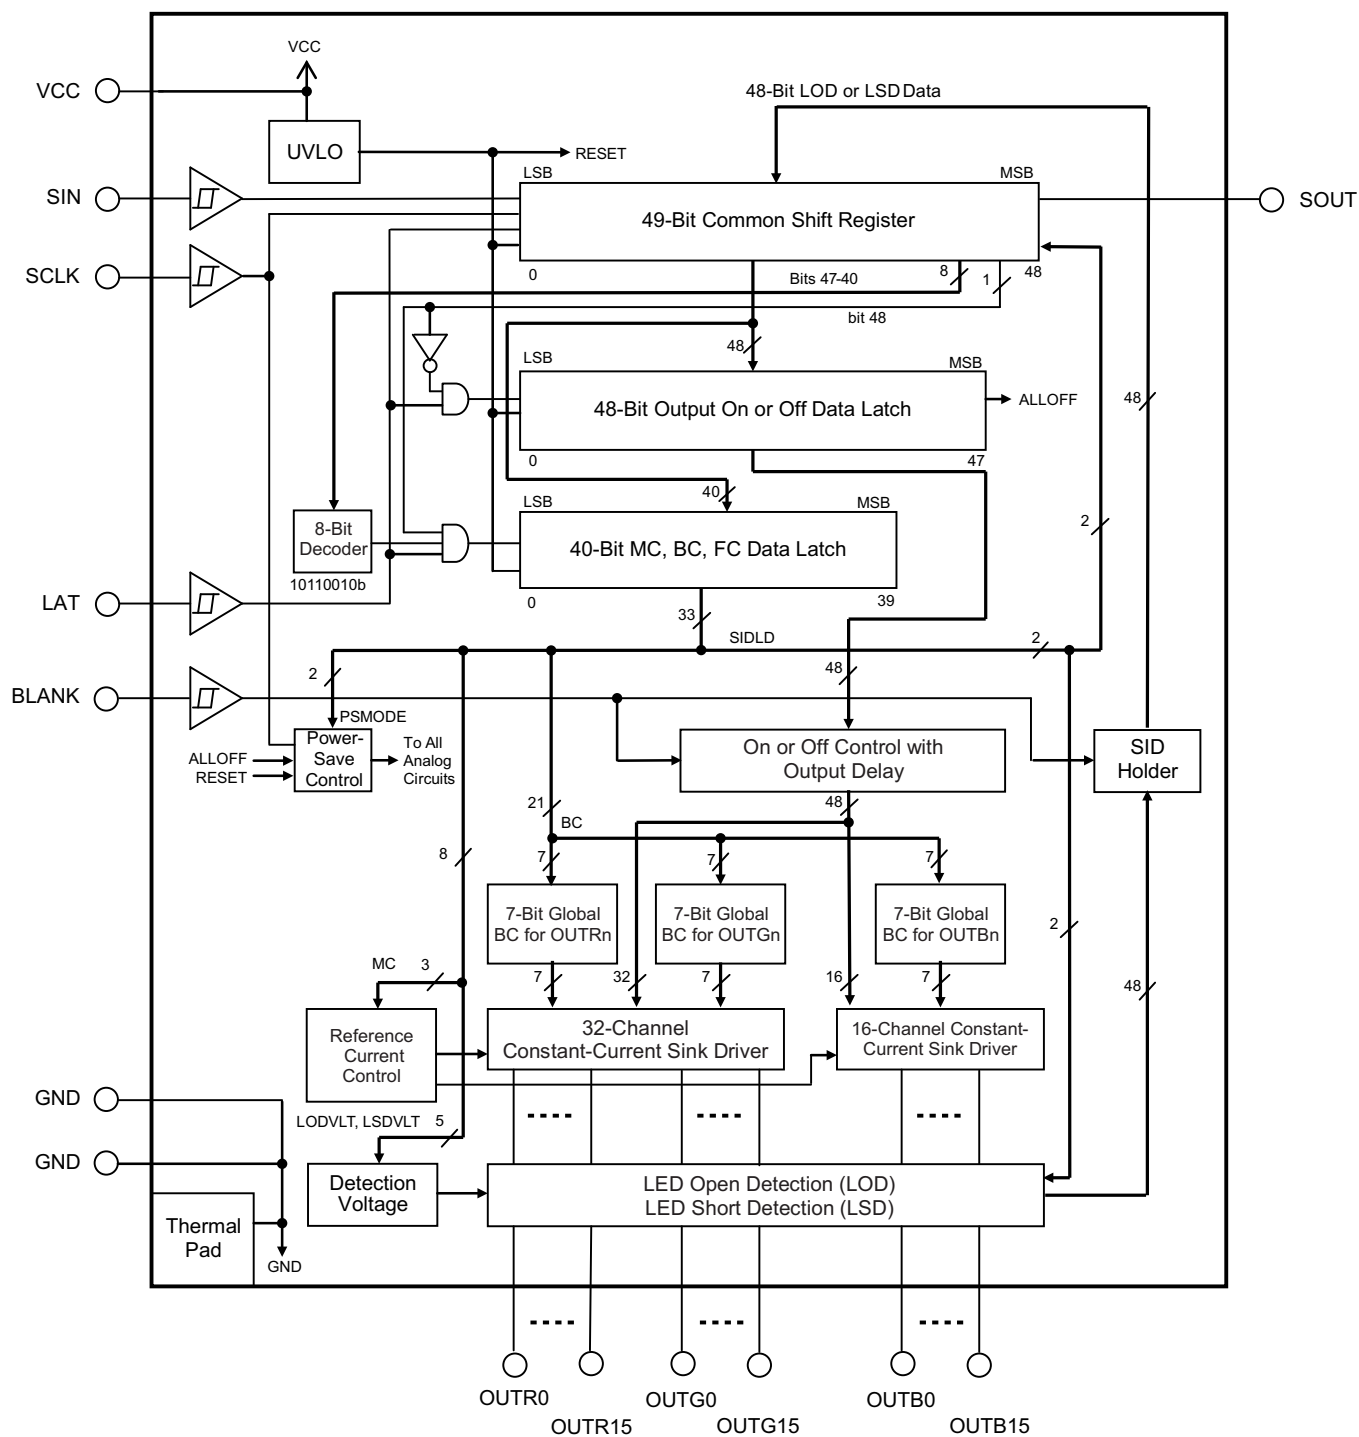 VCC
VCC
48-Bit LOD or LSD Data
UVLO
RESET
LSB
MSB
SIN
49-Bit Common Shift Register
SOUT
SCLK
0
Bits 47-40
8
1
48
bit 48
48
LSB
MSB
48-Bit Output On or Off Data Latch
ALLOFF
48
0
47
40
LSB
MSB
8-Bit
Decoder
10110010b
40-Bit MC, BC, FC Data Latch
2
LAT
0
39
33
SIDLD
2
2
48
BLANK
PSMODE
Power-
Save
Control
ALLOFF
RESET
To All
Analog
Circuits
On or Off Control with
Output Delay
SID
Holder
21
48
BC
8
7
7
7
7-Bit Global
BC for OUTRn
7-Bit Global
BC for OUTGn
7-Bit Global
BC for OUTBn
2
MC
3
7
32
7
16
7
48
Reference
Current
Control
32-Channel
Constant-Current Sink Driver
16-Channel Constant-
Current Sink Driver
GND
LODVLT, LSDVLT
5
GND
Detection
Voltage
LED Open Detection (LOD)
LED Short Detection (LSD)
Thermal
Pad
GND
OUTR0
OUTR15
OUTG0
OUTG15
OUTB0
OUTB15